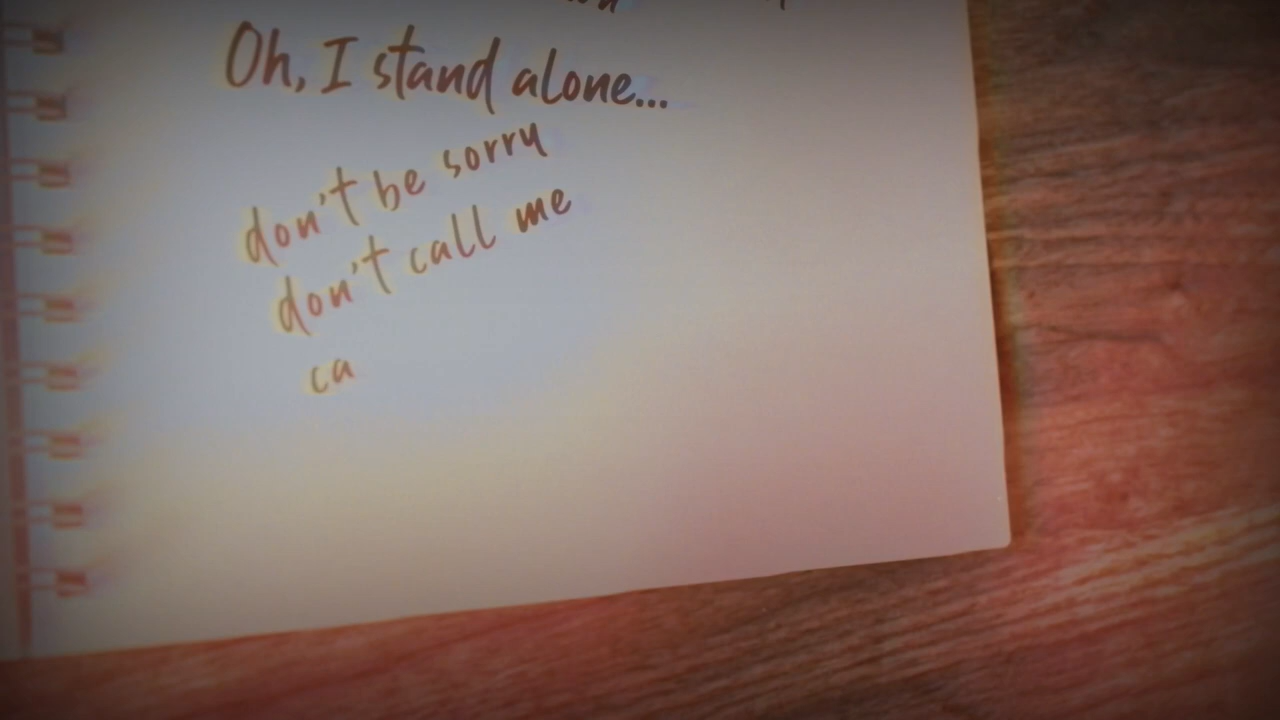 Oh, I stand alone...
don't be sorry
don't call me
ca